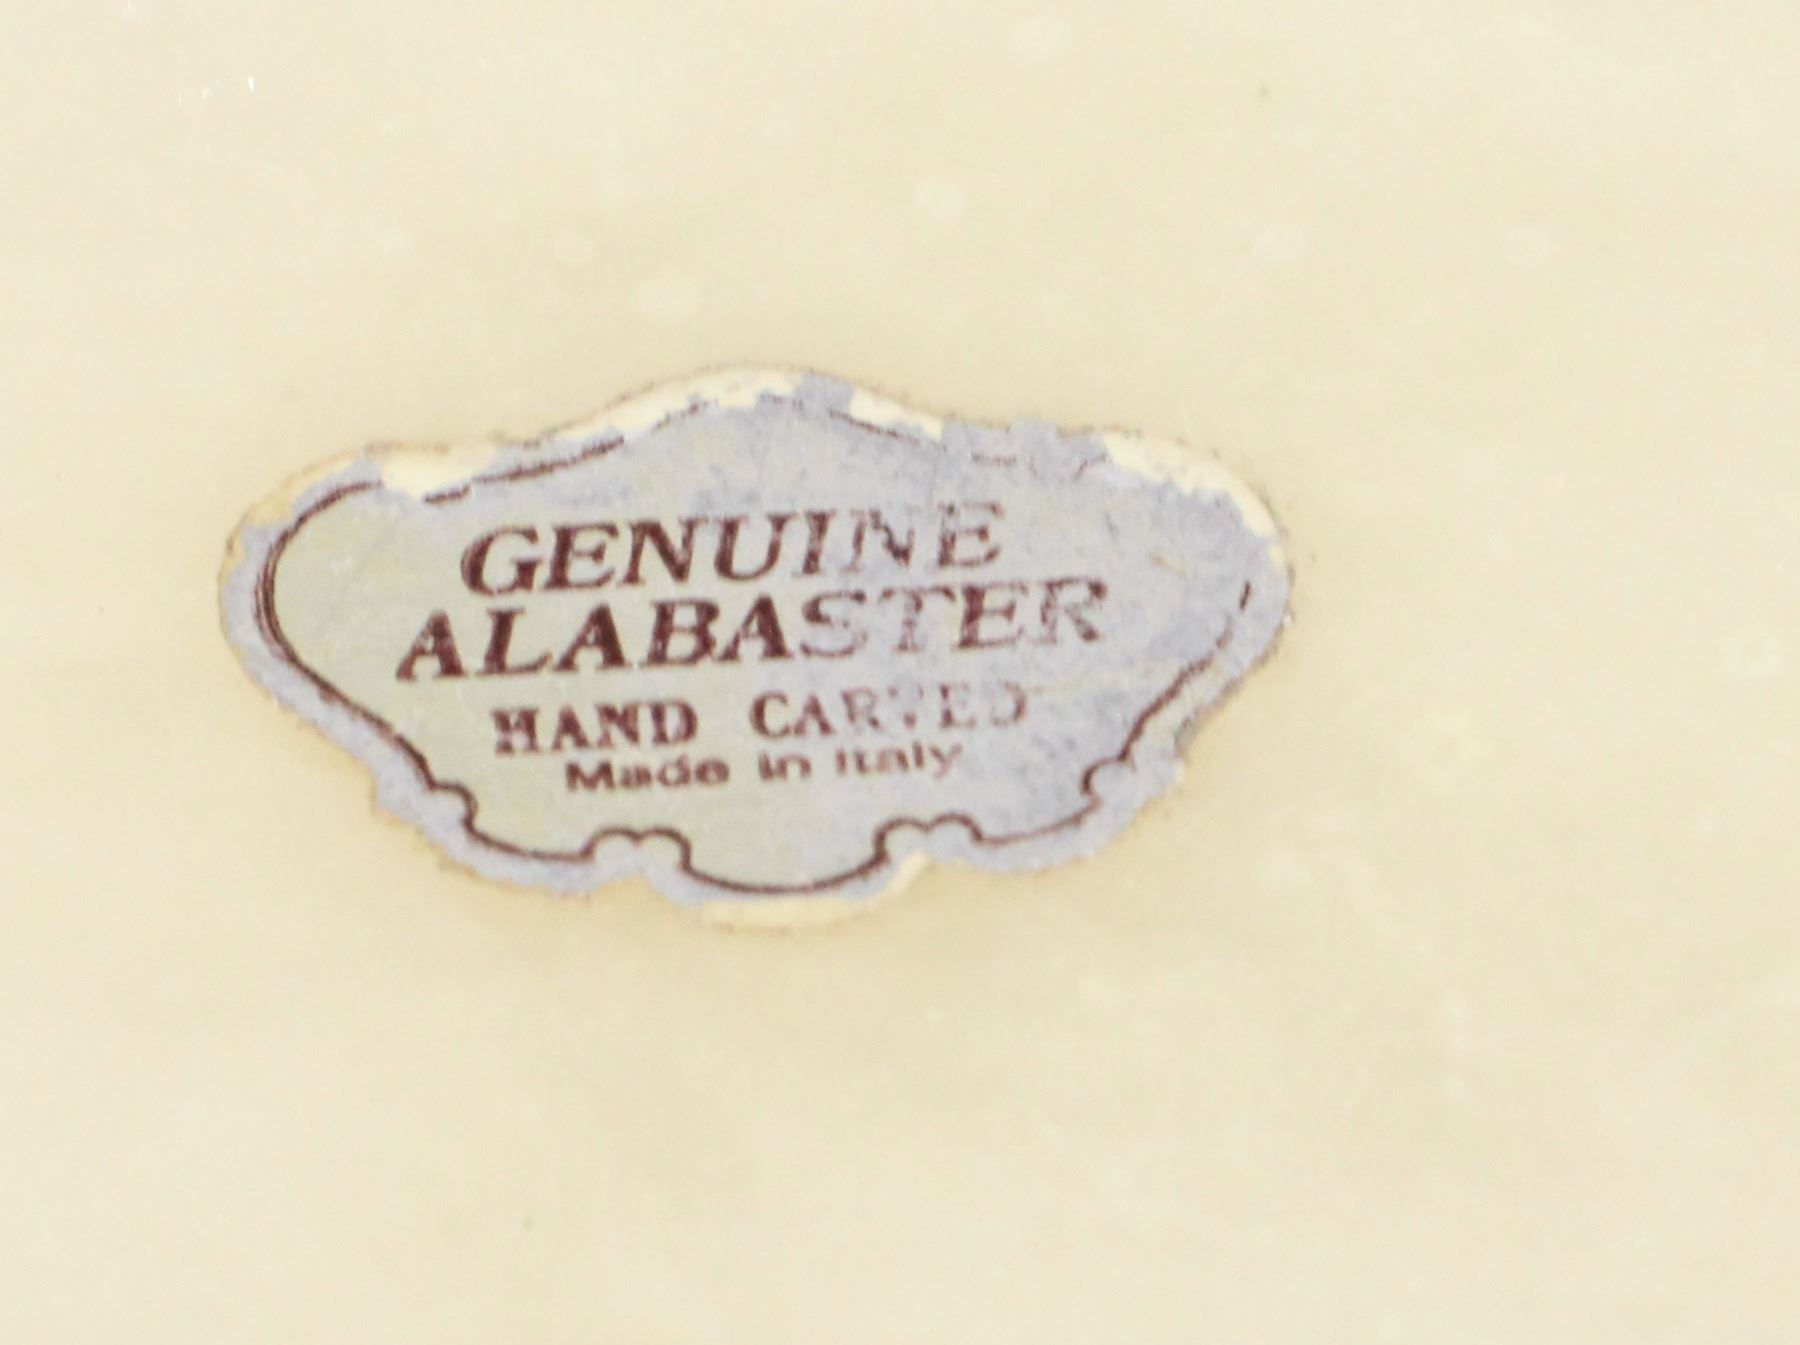 GENUINE
ALABASTER
HAND CARVED
Made in Italy